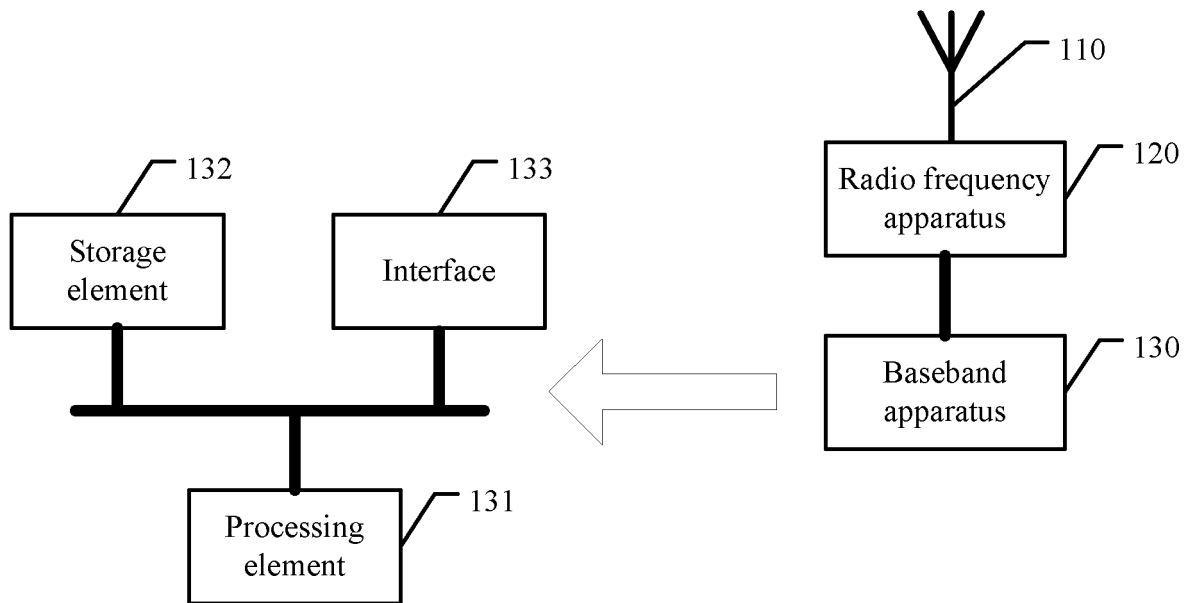 110
120
Radio frequency
apparatus
132
133
Storage
element
Interface
130
Baseband
apparatus
131
Processing
element